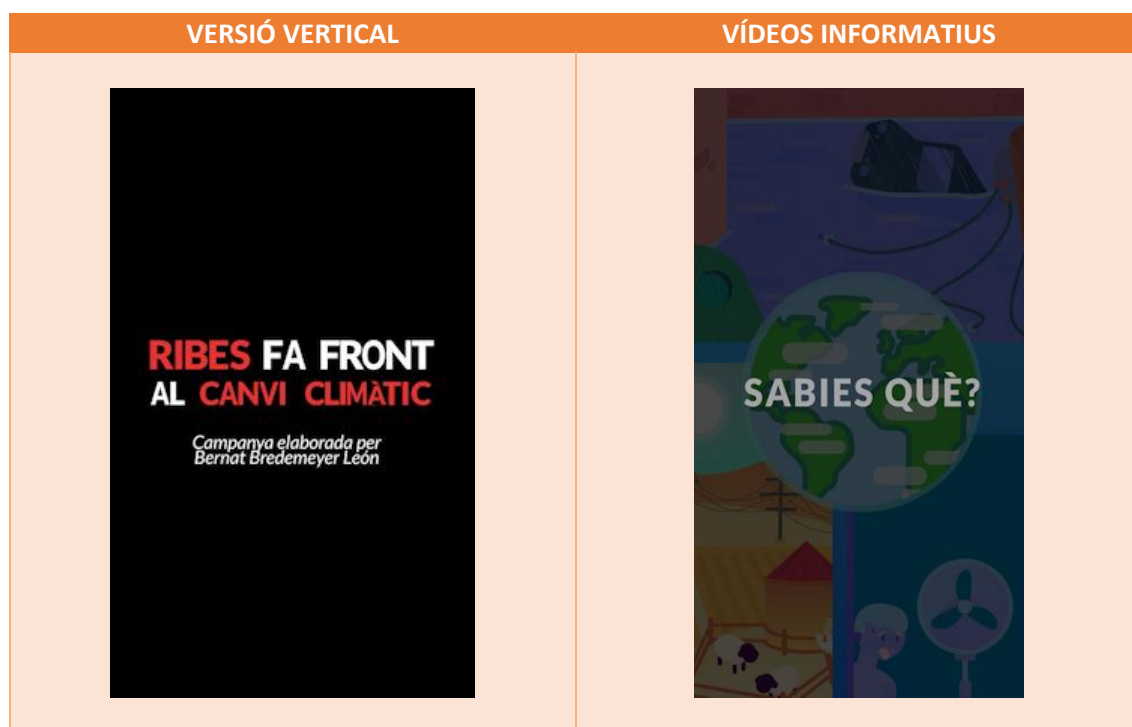 VERSIÓ VERTICAL
VÍDEOS INFORMATIUS
RIBES FA FRONT
AL CANVI CLIMÀTIC
Campanya elaborada per
Bernat Bredemeyer León
SABIES QUÈ?